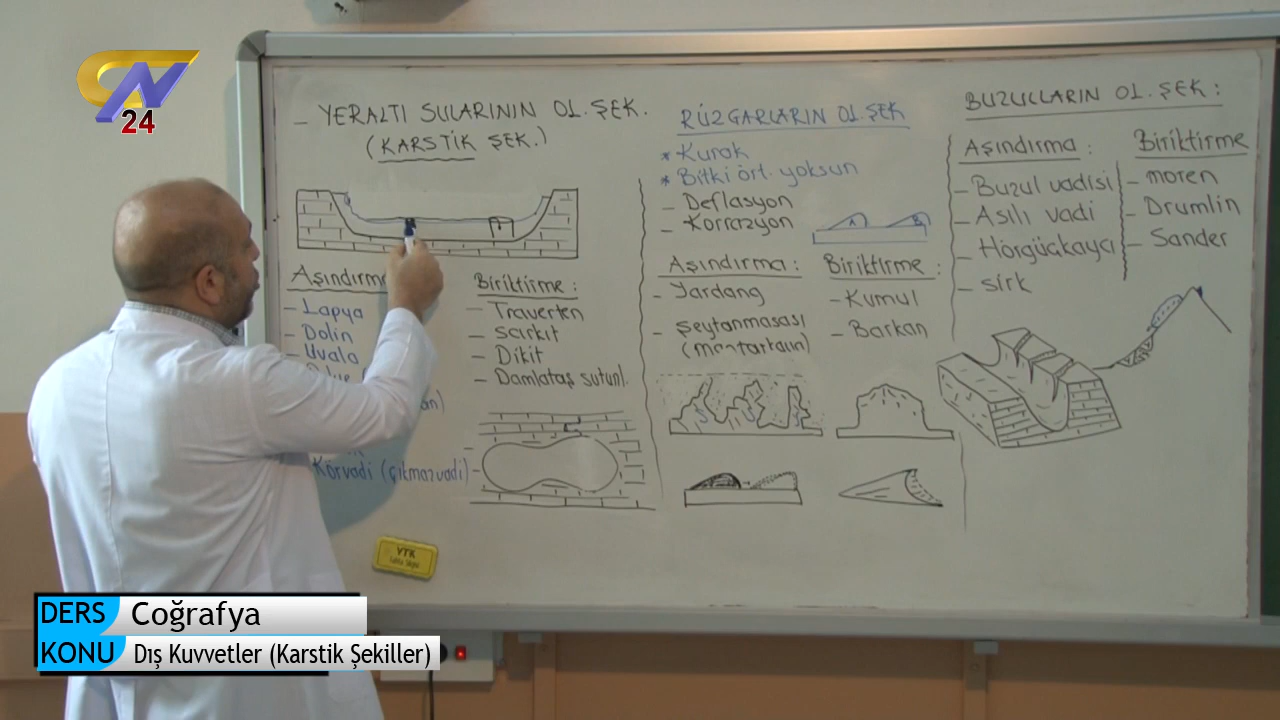 CN
24
– YERALTI SULARININ OL. ŞEK.
(KARSTİK ŞEK.)
Aşındırma
– Lapya
– Dolin
– Uvala
Körvadi (çıkmazvadi)
Biriktirme :
– Traverten
– Sarkıt
– Dikit
– Damlataş sutunl.
RÜZGARLARIN OL. ŞEK
* Kurak
* Bitki ört. yoksun
– Deflasyon
– Korrazyon
A B
Aşındırma :
– Yardang
– Şeytanmasası
(mantarkaya)
Biriktirme :
– Kumul
– Barkan
BUZULLARIN OL. ŞEK :
Aşındırma :
– Buzul vadisi
– Asılı vadi
– Hörgüçkaya
– sirk
Biriktirme
– moren
– Drumlin
– Sander
YTK
DERS Coğrafya
KONU Dış Kuvvetler (Karstik Şekiller)